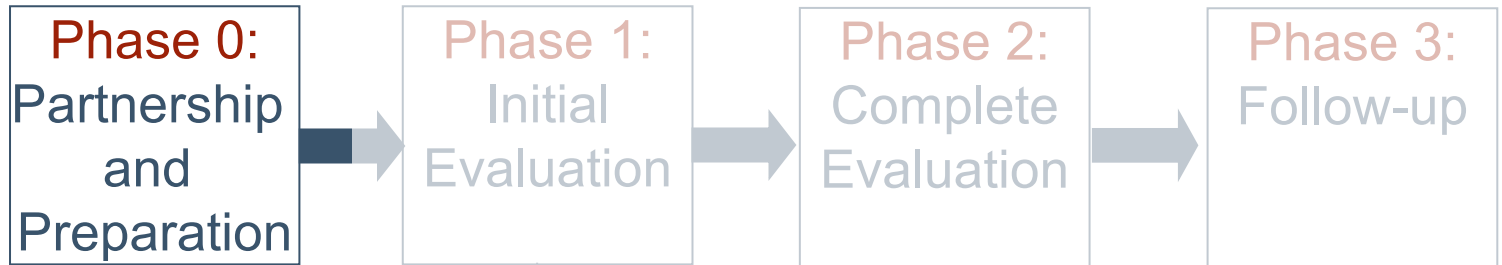 Phase 0:
Partnership
and
Preparation
Phase 1:
Initial
Evaluation
Phase 2:
Complete
Evaluation
Phase 3:
Follow-up